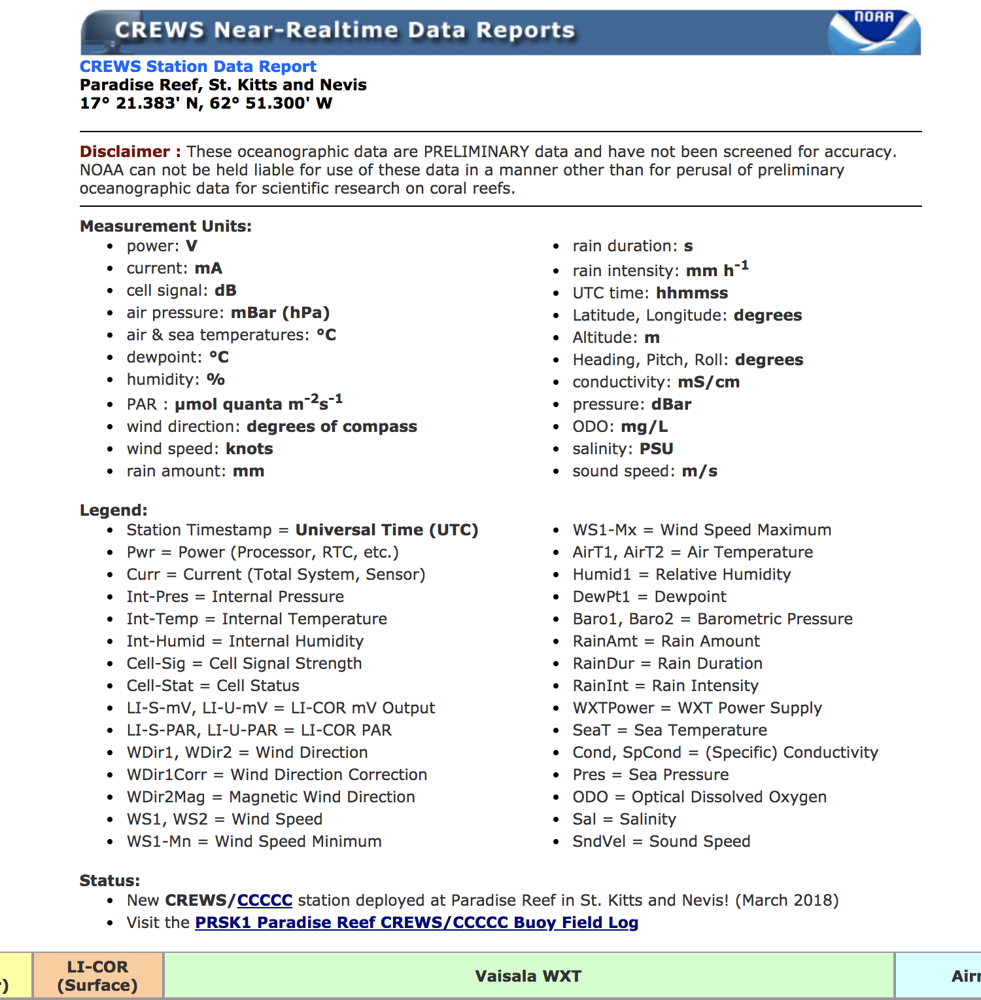 CREWS Near-Realtime Data Reports
NOAA
CREWS Station Data Report
Paradise Reef, St. Kitts and Nevis
17° 21.383' N, 62° 51.300' W
Disclaimer : These oceanographic data are PRELIMINARY data and have not been screened for accuracy.
NOAA can not be held liable for use of these data in a manner other than for perusal of preliminary
oceanographic data for scientific research on coral reefs.
Measurement Units:
• power: V
• current: mA
• cell signal: dB
• air pressure: mBar (hPa)
• air & sea temperatures: °C
• dewpoint: °C
• humidity: %
• PAR : µmol quanta m⁻²s⁻¹
• wind direction: degrees of compass
• wind speed: knots
• rain amount: mm
• rain duration: s
• rain intensity: mm h⁻¹
• UTC time: hhmmss
• Latitude, Longitude: degrees
• Altitude: m
• Heading, Pitch, Roll: degrees
• conductivity: mS/cm
• pressure: dBar
• ODO: mg/L
• salinity: PSU
• sound speed: m/s
Legend:
• Station Timestamp = Universal Time (UTC)
• Pwr = Power (Processor, RTC, etc.)
• Curr = Current (Total System, Sensor)
• Int-Pres = Internal Pressure
• Int-Temp = Internal Temperature
• Int-Humid = Internal Humidity
• Cell-Sig = Cell Signal Strength
• Cell-Stat = Cell Status
• LI-S-mV, LI-U-mV = LI-COR mV Output
• LI-S-PAR, LI-U-PAR = LI-COR PAR
• WDir1, WDir2 = Wind Direction
• WDir1Corr = Wind Direction Correction
• WDir2Mag = Magnetic Wind Direction
• WS1, WS2 = Wind Speed
• WS1-Mn = Wind Speed Minimum
• WS1-Mx = Wind Speed Maximum
• AirT1, AirT2 = Air Temperature
• Humid1 = Relative Humidity
• DewPt1 = Dewpoint
• Baro1, Baro2 = Barometric Pressure
• RainAmt = Rain Amount
• RainDur = Rain Duration
• RainInt = Rain Intensity
• WXTPower = WXT Power Supply
• SeaT = Sea Temperature
• Cond, SpCond = (Specific) Conductivity
• Pres = Sea Pressure
• ODO = Optical Dissolved Oxygen
• Sal = Salinity
• SndVel = Sound Speed
Status:
• New CREWS/CCCCC station deployed at Paradise Reef in St. Kitts and Nevis! (March 2018)
• Visit the PRSK1 Paradise Reef CREWS/CCCCC Buoy Field Log
LI-COR
(Surface)
Vaisala WXT